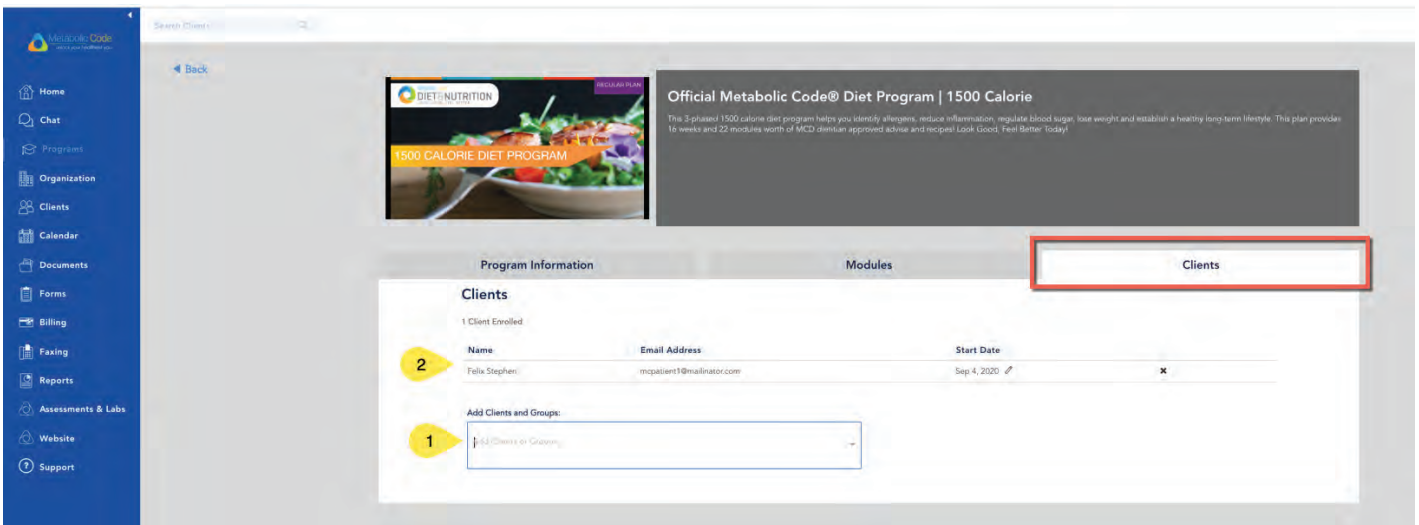 Metabolic Code
Search Clients
Back
Home
Chat
Programs
Organization
Clients
Calendar
Documents
Forms
Billing
Faxing
Reports
Assessments & Labs
Website
? Support
DIET&NUTRITION
REGULAR PLAN
1500 CALORIE DIET PROGRAM
Official Metabolic Code® Diet Program | 1500 Calorie
This 3-phased 1500 calorie diet program helps you identify allergens, reduce inflammation, regulate blood sugar, lose weight and establish a healthy long-term lifestyle. This plan provides
16 weeks and 22 modules worth of MCD dietitian approved advise and recipes! Look Good, Feel Better Today!
Program Information Modules Clients
Clients
1 Client Enrolled
Name Email Address Start Date
2 Felix Stephen mcpatient1@mailinator.com Sep 4, 2020
Add Clients and Groups:
1 Add Clients or Groups